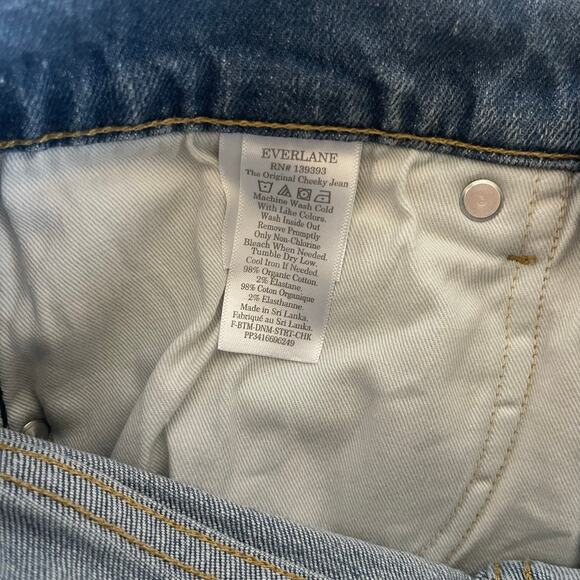 EVERLANE
RN# 139393
The Original Cheeky Jean
Machine Wash Cold
With Like Colors.
Wash Inside Out
Remove Promptly
Only Non-Chlorine
Bleach When Needed.
Tumble Dry Low.
Cool Iron If Needed.
98% Organic Cotton.
2% Elastane.
98% Coton Organique
2% Elasthanne.
Made in Sri Lanka.
Fabriqué au Sri Lanka.
F-BTM-DNM-STRT-CHK
PP3416696249